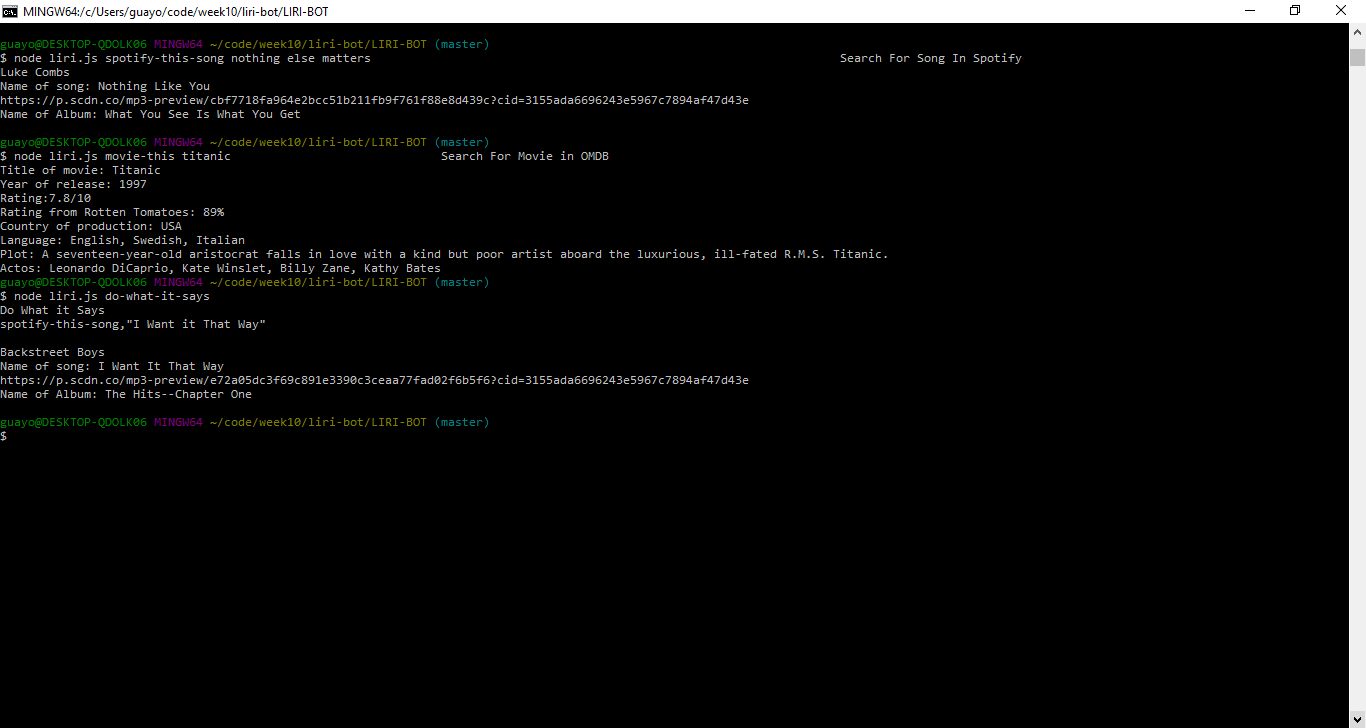 MINGW64:/c/Users/guayo/code/week10/liri-bot/LIRI-BOT
guayo@DESKTOP-QDOLK06 MINGW64 ~/code/week10/liri-bot/LIRI-BOT (master)
$ node liri.js spotify-this-song nothing else matters Search For Song In Spotify
Luke Combs
Name of song: Nothing Like You
https://p.scdn.co/mp3-preview/cbf7718fa964e2bcc51b211fb9f761f88e8d439c?cid=3155ada6696243e5967c7894af47d43e
Name of Album: What You See Is What You Get
guayo@DESKTOP-QDOLK06 MINGW64 ~/code/week10/liri-bot/LIRI-BOT (master)
$ node liri.js movie-this titanic Search For Movie in OMDB
Title of movie: Titanic
Year of release: 1997
Rating:7.8/10
Rating from Rotten Tomatoes: 89%
Country of production: USA
Language: English, Swedish, Italian
Plot: A seventeen-year-old aristocrat falls in love with a kind but poor artist aboard the luxurious, ill-fated R.M.S. Titanic.
Actos: Leonardo DiCaprio, Kate Winslet, Billy Zane, Kathy Bates
guayo@DESKTOP-QDOLK06 MINGW64 ~/code/week10/liri-bot/LIRI-BOT (master)
$ node liri.js do-what-it-says
Do What it Says
spotify-this-song,"I Want it That Way"
Backstreet Boys
Name of song: I Want It That Way
https://p.scdn.co/mp3-preview/e72a05dc3f69c891e3390c3ceaa77fad02f6b5f6?cid=3155ada6696243e5967c7894af47d43e
Name of Album: The Hits--Chapter One
guayo@DESKTOP-QDOLK06 MINGW64 ~/code/week10/liri-bot/LIRI-BOT (master)
$